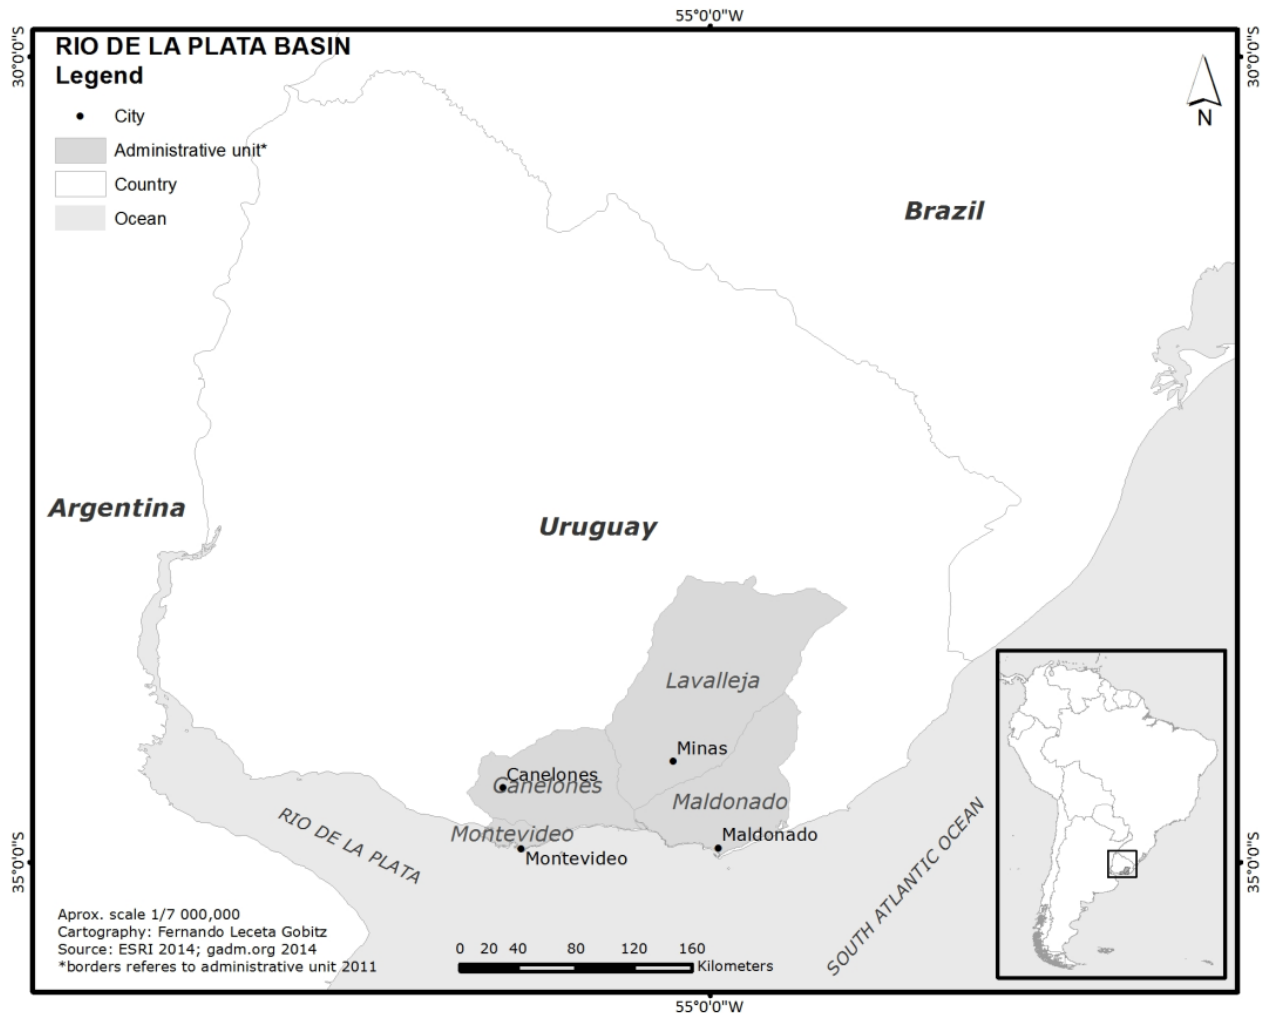 55°0'0"W
30°0'0"S
30°0'0"S
RIO DE LA PLATA BASIN
Legend
City
Administrative unit*
Country
Ocean
N
Brazil
Argentina
Uruguay
Lavalleja
Minas
Canelones
Canelones
Maldonado
Montevideo
Maldonado
Montevideo
RIO DE LA PLATA
SOUTH ATLANTIC OCEAN
35°0'0"S
35°0'0"S
Aprox. scale 1/7 000,000
Cartography: Fernando Leceta Gobitz
Source: ESRI 2014; gadm.org 2014
*borders referes to administrative unit 2011
0 20 40 80 120 160
Kilometers
55°0'0"W